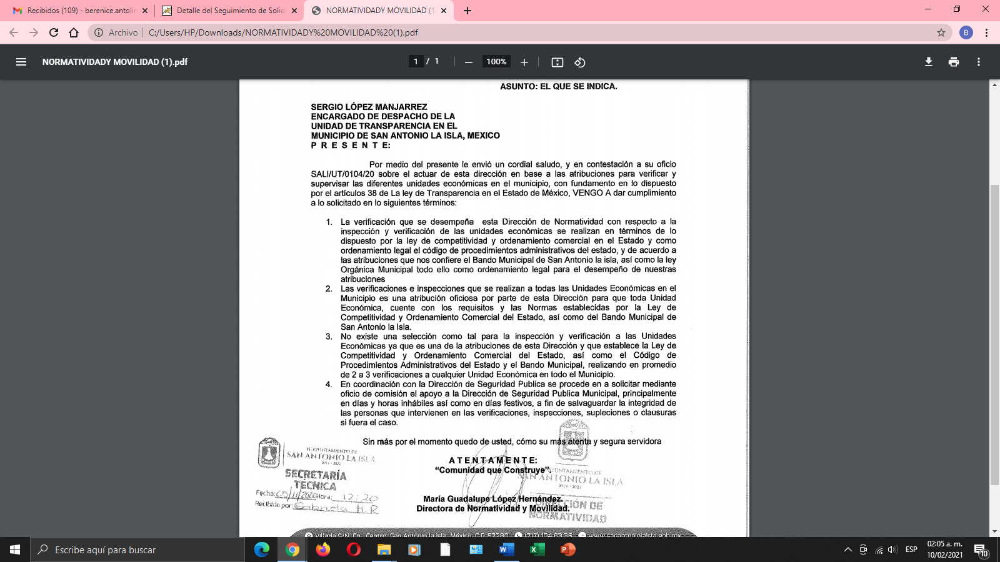 Recibidos (109) - berenice.antolin
Detalle del Seguimiento de Solici
NORMATIVIDADY MOVILIDAD (1
Archivo
C:/Users/HP/Downloads/NORMATIVIDADY%20MOVILIDAD%20(1).pdf
B
NORMATIVIDADY MOVILIDAD (1).pdf
1 / 1
100%
ASUNTO: EL QUE SE INDICA.
SERGIO LÓPEZ MANJARREZ
ENCARGADO DE DESPACHO DE LA
UNIDAD DE TRANSPARENCIA EN EL
MUNICIPIO DE SAN ANTONIO LA ISLA, MEXICO
P R E S E N T E:
Por medio del presente le envió un cordial saludo, y en contestación a su oficio
SALI/UT/0104/20 sobre el actuar de esta dirección en base a las atribuciones para verificar y
supervisar las diferentes unidades económicas en el municipio, con fundamento en lo dispuesto
por el artículos 38 de La ley de Transparencia en el Estado de México, VENGO A dar cumplimiento
a lo solicitado en lo siguientes términos:
1. La verificación que se desempeña esta Dirección de Normatividad con respecto a la
inspección y verificación de las unidades económicas se realizan en términos de lo
dispuesto por la ley de competitividad y ordenamiento comercial en el Estado y como
ordenamiento legal el código de procedimientos administrativos del estado, y de acuerdo a
las atribuciones que nos confiere el Bando Municipal de San Antonio la isla, así como la ley
Orgánica Municipal todo ello como ordenamiento legal para el desempeño de nuestras
atribuciones
2. Las verificaciones e inspecciones que se realizan a todas las Unidades Económicas en el
Municipio es una atribución oficiosa por parte de esta Dirección para que toda Unidad
Económica, cuente con los requisitos y las Normas establecidas por la Ley de
Competitividad y Ordenamiento Comercial del Estado, así como del Bando Municipal de
San Antonio la Isla.
3. No existe una selección como tal para la inspección y verificación a las Unidades
Económicas ya que es una de la atribuciones de esta Dirección y que establece la Ley de
Competitividad y Ordenamiento Comercial del Estado, así como el Código de
Procedimientos Administrativos del Estado y el Bando Municipal, realizando en promedio
de 2 a 3 verificaciones a cualquier Unidad Económica en todo el Municipio.
4. En coordinación con la Dirección de Seguridad Publica se procede en a solicitar mediante
oficio de comisión el apoyo a la Dirección de Seguridad Publica Municipal, principalmente
en días y horas inhábiles así como en días festivos, a fin de salvaguardar la integridad de
las personas que intervienen en las verificaciones, inspecciones, supleciones o clausuras
si fuera el caso.
Sin más por el momento quedo de usted, cómo su más atenta y segura servidora
A T E N T A M E N T E:
“Comunidad que Construye”.
H. AYUNTAMIENTO DE
SAN ANTONIO LA ISLA
2019 - 2021
SECRETARÍA
TÉCNICA
Fecha: 05/11/2020 Hora: 12:20
Recibido por: Gabriela H.R
AYUNTAMIENTO DE
SAN ANTONIO LA ISLA
2019 - 2021
DIRECCIÓN DE
NORMATIVIDAD
María Guadalupe López Hernández.
Directora de Normatividad y Movilidad.
Villada S/N, Col. Centro, San Antonio la Isla, México, C.P. 52280 (717) 104 03 35 www.sanantoniolaisla.gob.mx
Escribe aquí para buscar
ESP
02:05 a. m.
10/02/2021
10